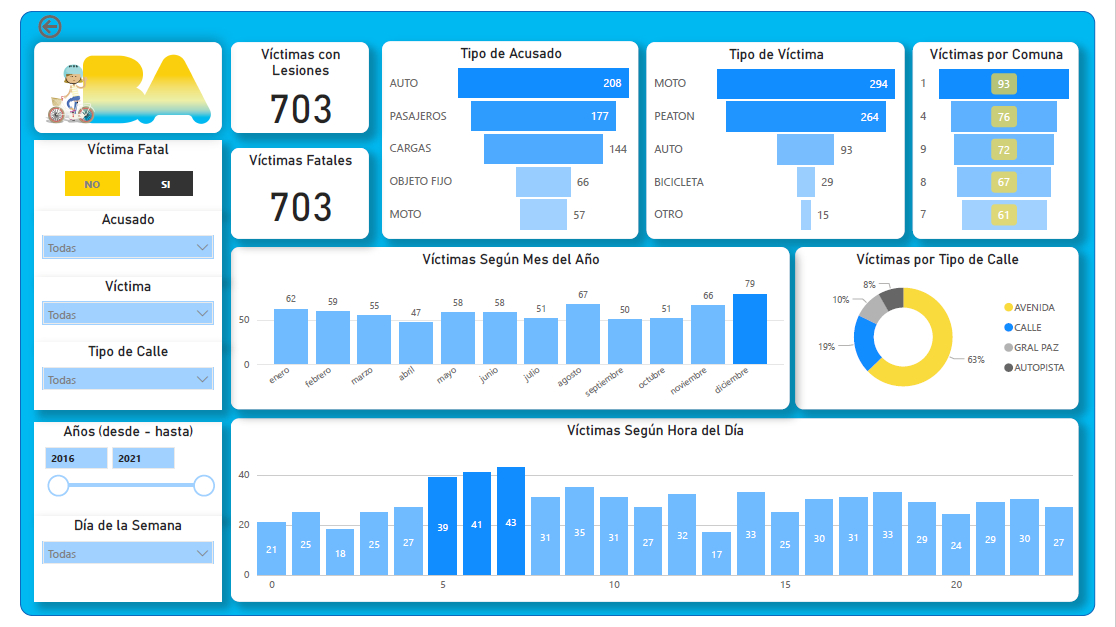 BA
Víctima Fatal
NO
SI
Acusado
Todas
Víctima
Todas
Tipo de Calle
Todas
Años (desde - hasta)
2016
2021
Día de la Semana
Todas
Víctimas con
Lesiones
703
Víctimas Fatales
703
Tipo de Acusado
AUTO 208
PASAJEROS 177
CARGAS 144
OBJETO FIJO 66
MOTO 57
Tipo de Víctima
MOTO 294
PEATON 264
AUTO 93
BICICLETA 29
OTRO 15
Víctimas por Comuna
1 93
4 76
9 72
8 67
7 61
Víctimas Según Mes del Año
50
0
62
59
55
47
58
58
51
67
50
51
66
79
enero
febrero
marzo
abril
mayo
junio
julio
agosto
septiembre
octubre
noviembre
diciembre
Víctimas por Tipo de Calle
8%
10%
19%
63%
AVENIDA
CALLE
GRAL PAZ
AUTOPISTA
Víctimas Según Hora del Día
40
20
0
21
25
18
25
27
39
41
43
31
35
31
27
32
17
33
25
30
31
33
29
24
29
30
27
0
5
10
15
20